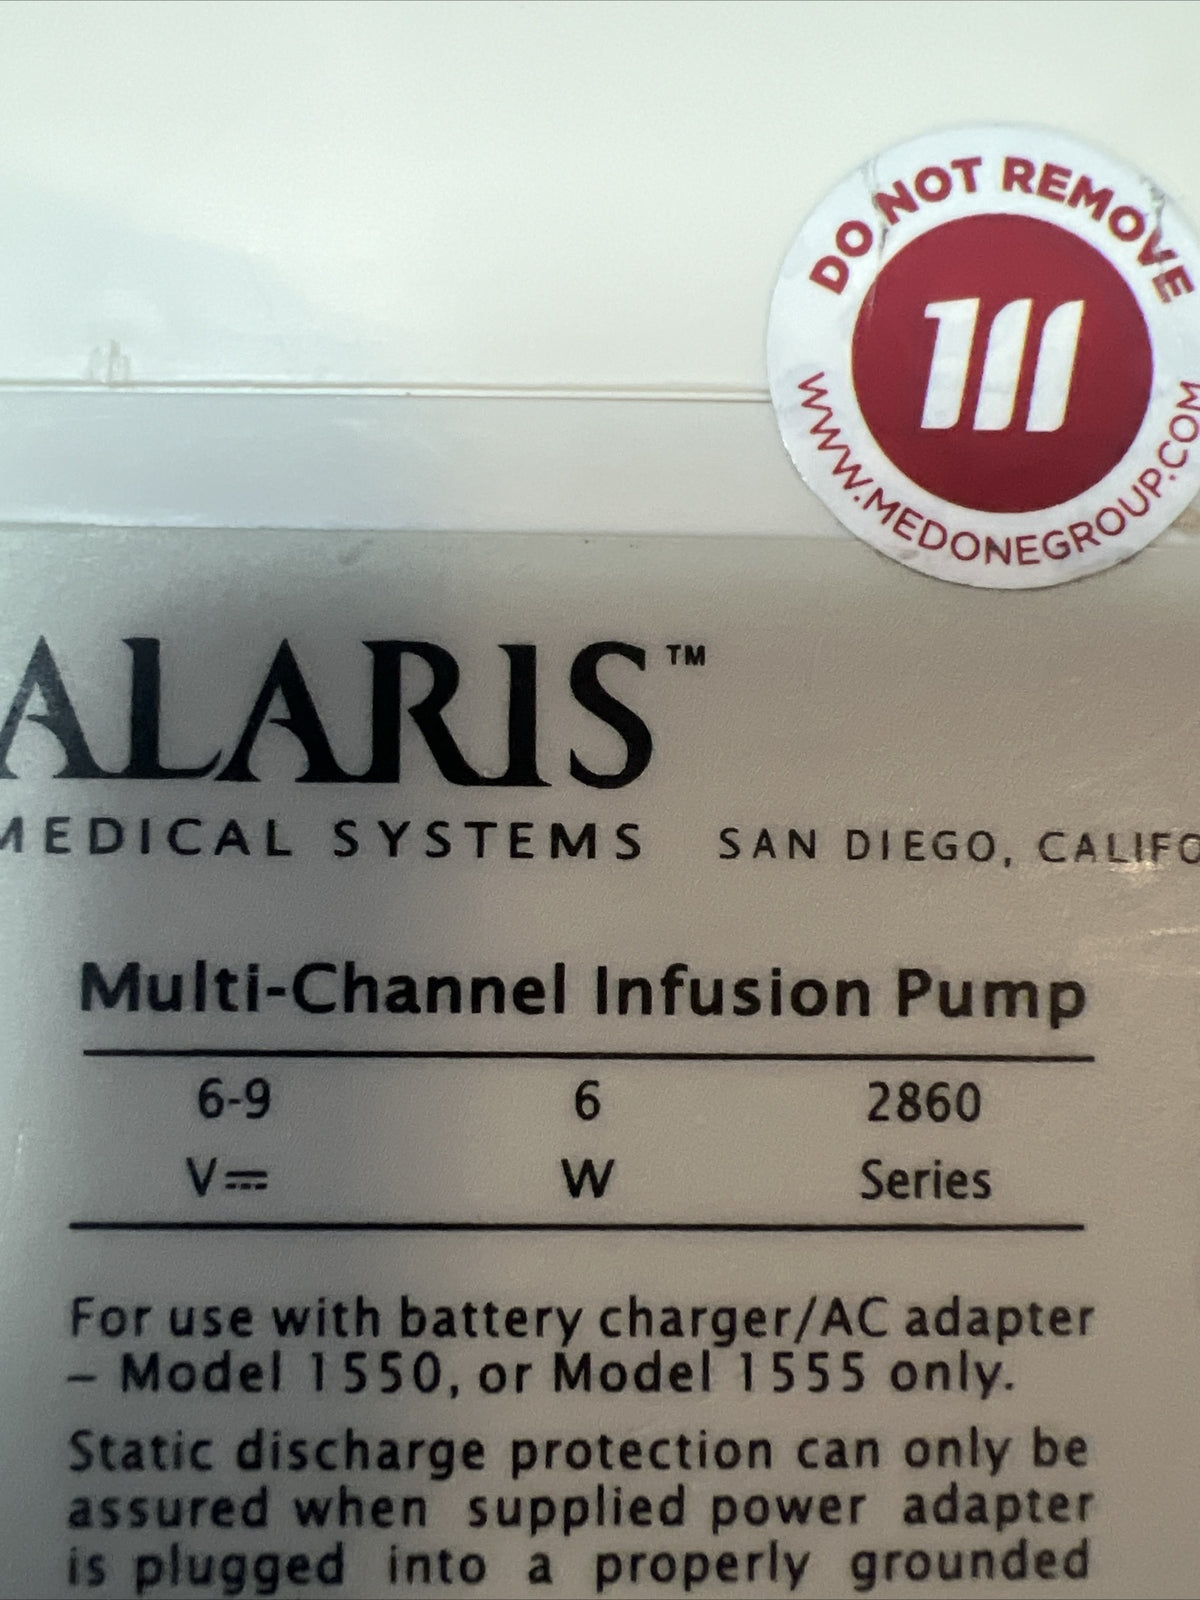 DO NOT REMOVE
WWW.MEDONEGROUP.COM
ALARIS™
MEDICAL SYSTEMS SAN DIEGO, CALIFO
Multi-Channel Infusion Pump
6-9 6 2860
V⎓ W Series
For use with battery charger/AC adapter
– Model 1550, or Model 1555 only.
Static discharge protection can only be
assured when supplied power adapter
is plugged into a properly grounded